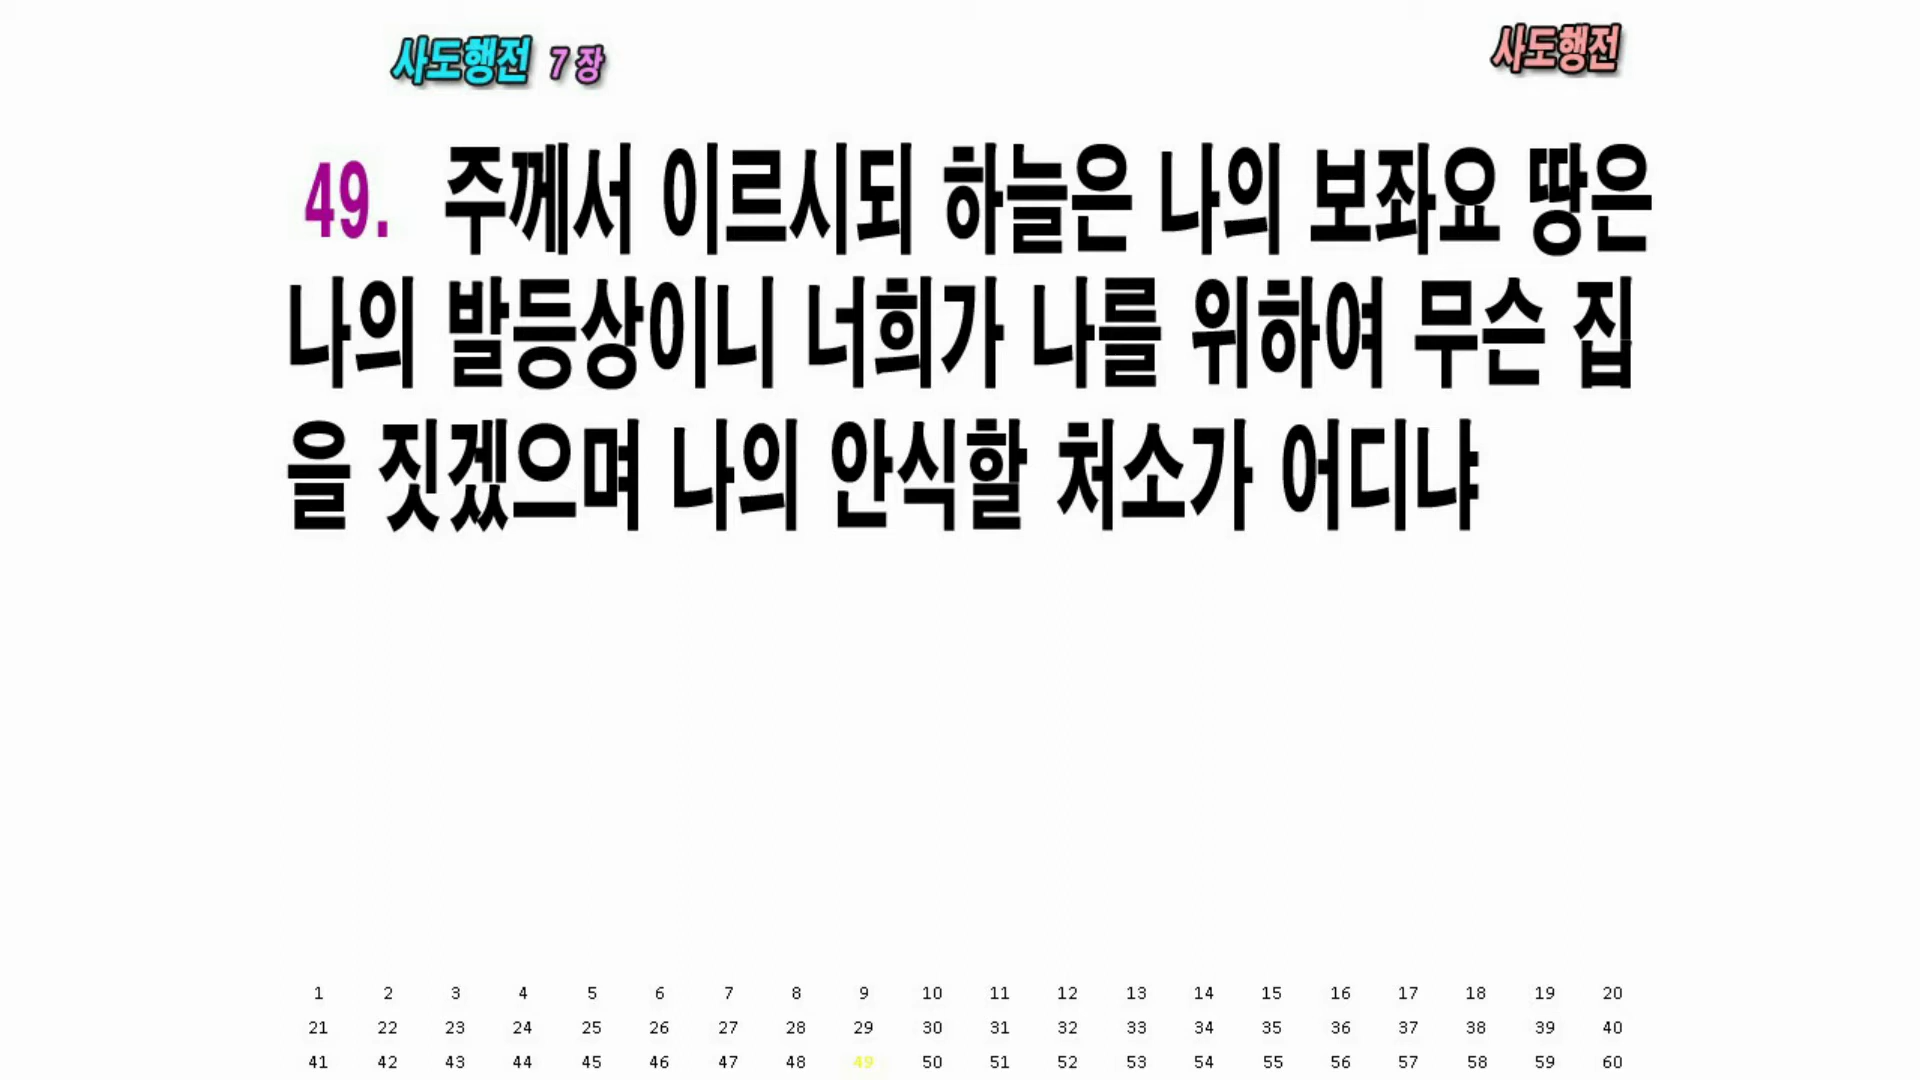 사도행전 7 장 사도행전
49. 주께서 이르시되 하늘은 나의 보좌요 땅은
나의 발등상이니 너희가 나를 위하여 무슨 집
을 짓겠으며 나의 안식할 처소가 어디냐
1 2 3 4 5 6 7 8 9 10 11 12 13 14 15 16 17 18 19 20
21 22 23 24 25 26 27 28 29 30 31 32 33 34 35 36 37 38 39 40
41 42 43 44 45 46 47 48 49 50 51 52 53 54 55 56 57 58 59 60